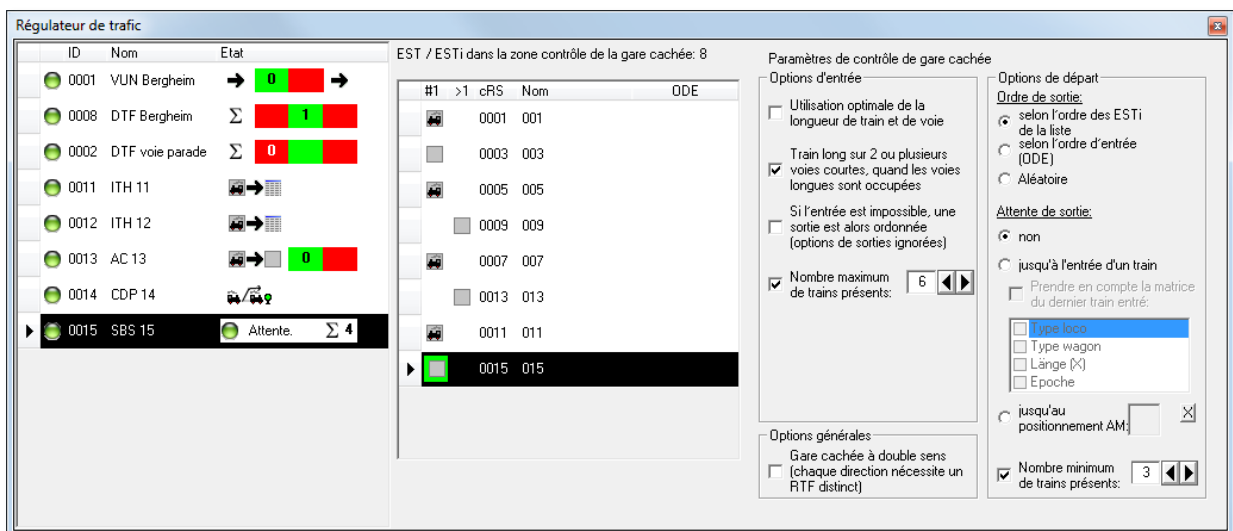 Régulateur de trafic
ID Nom Etat
0001 VUN Bergheim 0
0008 DTF Bergheim Σ 1
0002 DTF voie parade Σ 0
0011 ITH 11
0012 ITH 12
0013 AC 13 0
0014 CDP 14
0015 SBS 15 Attente. Σ 4
EST / ESTi dans la zone contrôle de la gare cachée: 8
#1 >1 cRS Nom ODE
0001 001
0003 003
0005 005
0009 009
0007 007
0013 013
0011 011
0015 015
Paramètres de contrôle de gare cachée
Options d'entrée
Utilisation optimale de la
longueur de train et de voie
Train long sur 2 ou plusieurs
voies courtes, quand les voies
longues sont occupées
Si l'entrée est impossible, une
sortie est alors ordonnée
(options de sorties ignorées)
Nombre maximum
de trains présents: 6
Options générales
Gare cachée à double sens
(chaque direction nécessite un
RTF distinct)
Options de départ
Ordre de sortie:
selon l'ordre des ESTi
de la liste
selon l'ordre d'entrée
(ODE)
Aléatoire
Attente de sortie:
non
jusqu'à l'entrée d'un train
Prendre en compte la matrice
du dernier train entré:
Type loco
Type wagon
Länge (X)
Epoche
jusqu'au
positionnement AM: X
Nombre minimum
de trains présents: 3